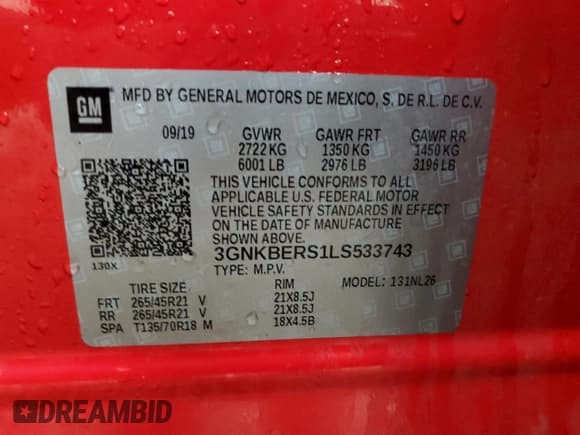 GM
MFD BY GENERAL MOTORS DE MEXICO, S. DE R.L. DE C.V.
09/19 GVWR GAWR FRT GAWR RR
2722 KG 1350 KG 1450 KG
6001 LB 2976 LB 3196 LB
THIS VEHICLE CONFORMS TO ALL
APPLICABLE U.S. FEDERAL MOTOR
VEHICLE SAFETY STANDARDS IN EFFECT
ON THE DATE OF MANUFACTURE
SHOWN ABOVE.
3GNKBERS1LS533743
130X TYPE: M.P.V. MODEL: 131NL26
TIRE SIZE RIM
FRT 265/45R21 V 21X8.5J
RR 265/45R21 V 21X8.5J
SPA T135/70R18 M 18X4.5B
DREAMBID